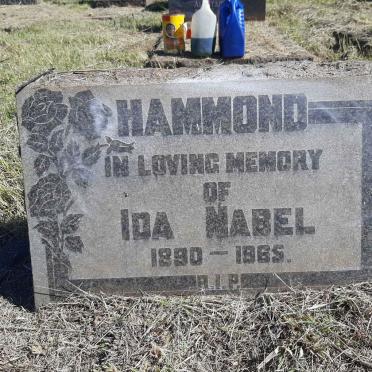 HAMMOND
IN LOVING MEMORY
OF
IDA MABEL
1890 - 1965.
R.I.P.